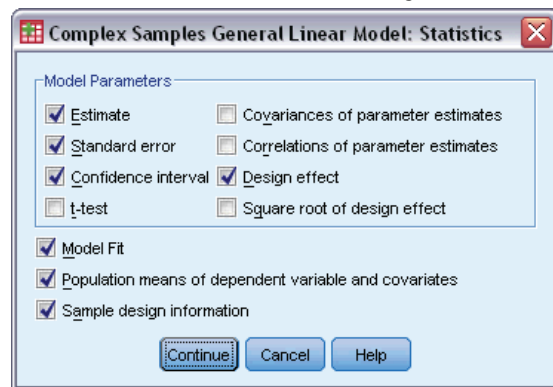 Complex Samples General Linear Model: Statistics
Model Parameters
Estimate
Covariances of parameter estimates
Standard error
Correlations of parameter estimates
Confidence interval
Design effect
t-test
Square root of design effect
Model Fit
Population means of dependent variable and covariates
Sample design information
Continue
Cancel
Help